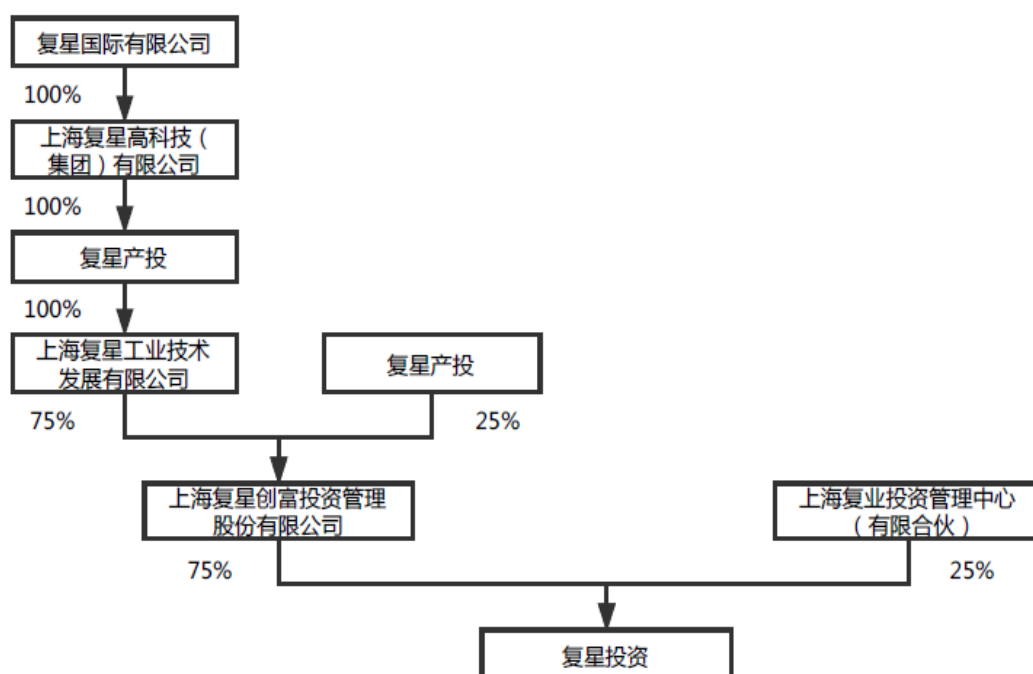 复星国际有限公司
100%
上海复星高科技（
集团）有限公司
100%
复星产投
100%
上海复星工业技术
发展有限公司
复星产投
75%
25%
上海复星创富投资管理
股份有限公司
上海复业投资管理中心
（有限合伙）
75%
25%
复星投资